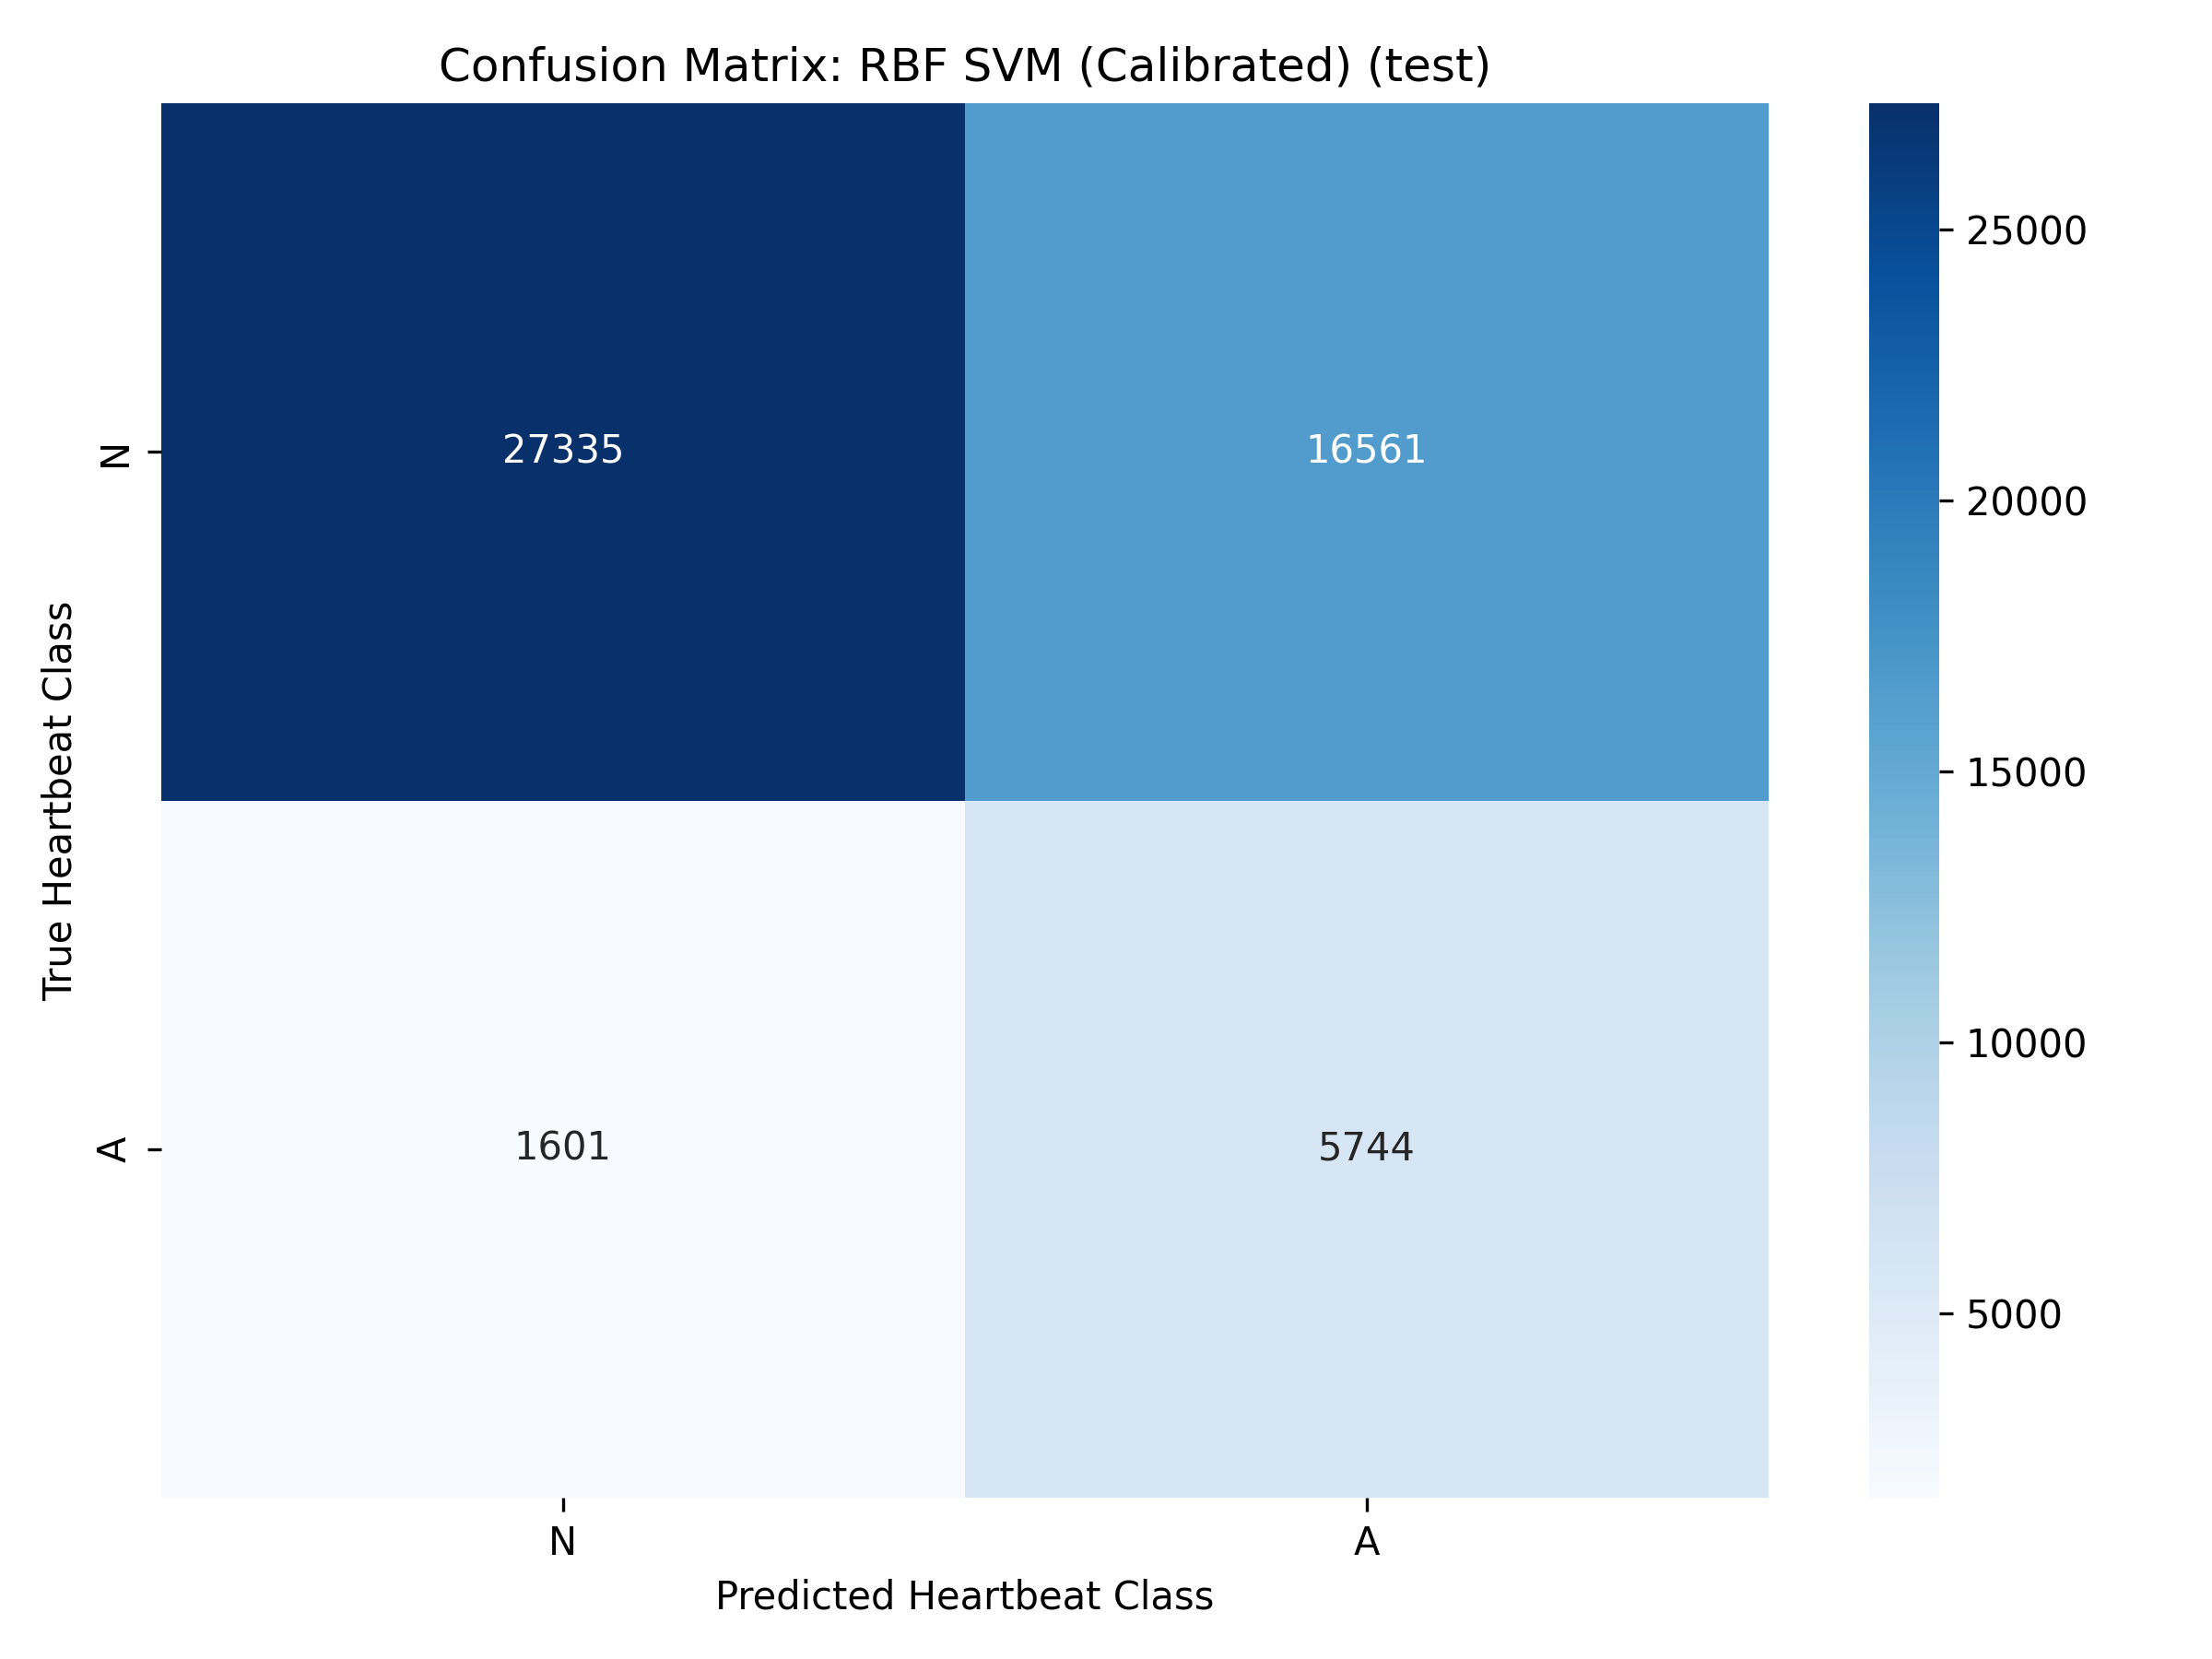 Confusion Matrix: RBF SVM (Calibrated) (test)
True Heartbeat Class
N
27335
16561
A
1601
5744
N
A
Predicted Heartbeat Class
25000
20000
15000
10000
5000